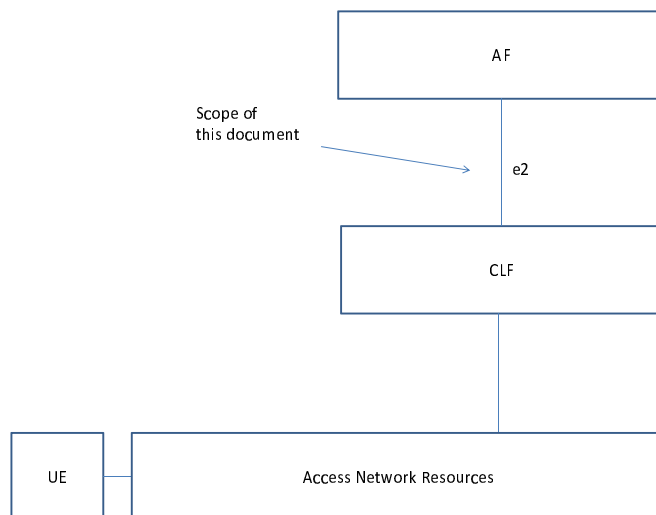 AF
Scope of
this document
e2
CLF
UE
Access Network Resources